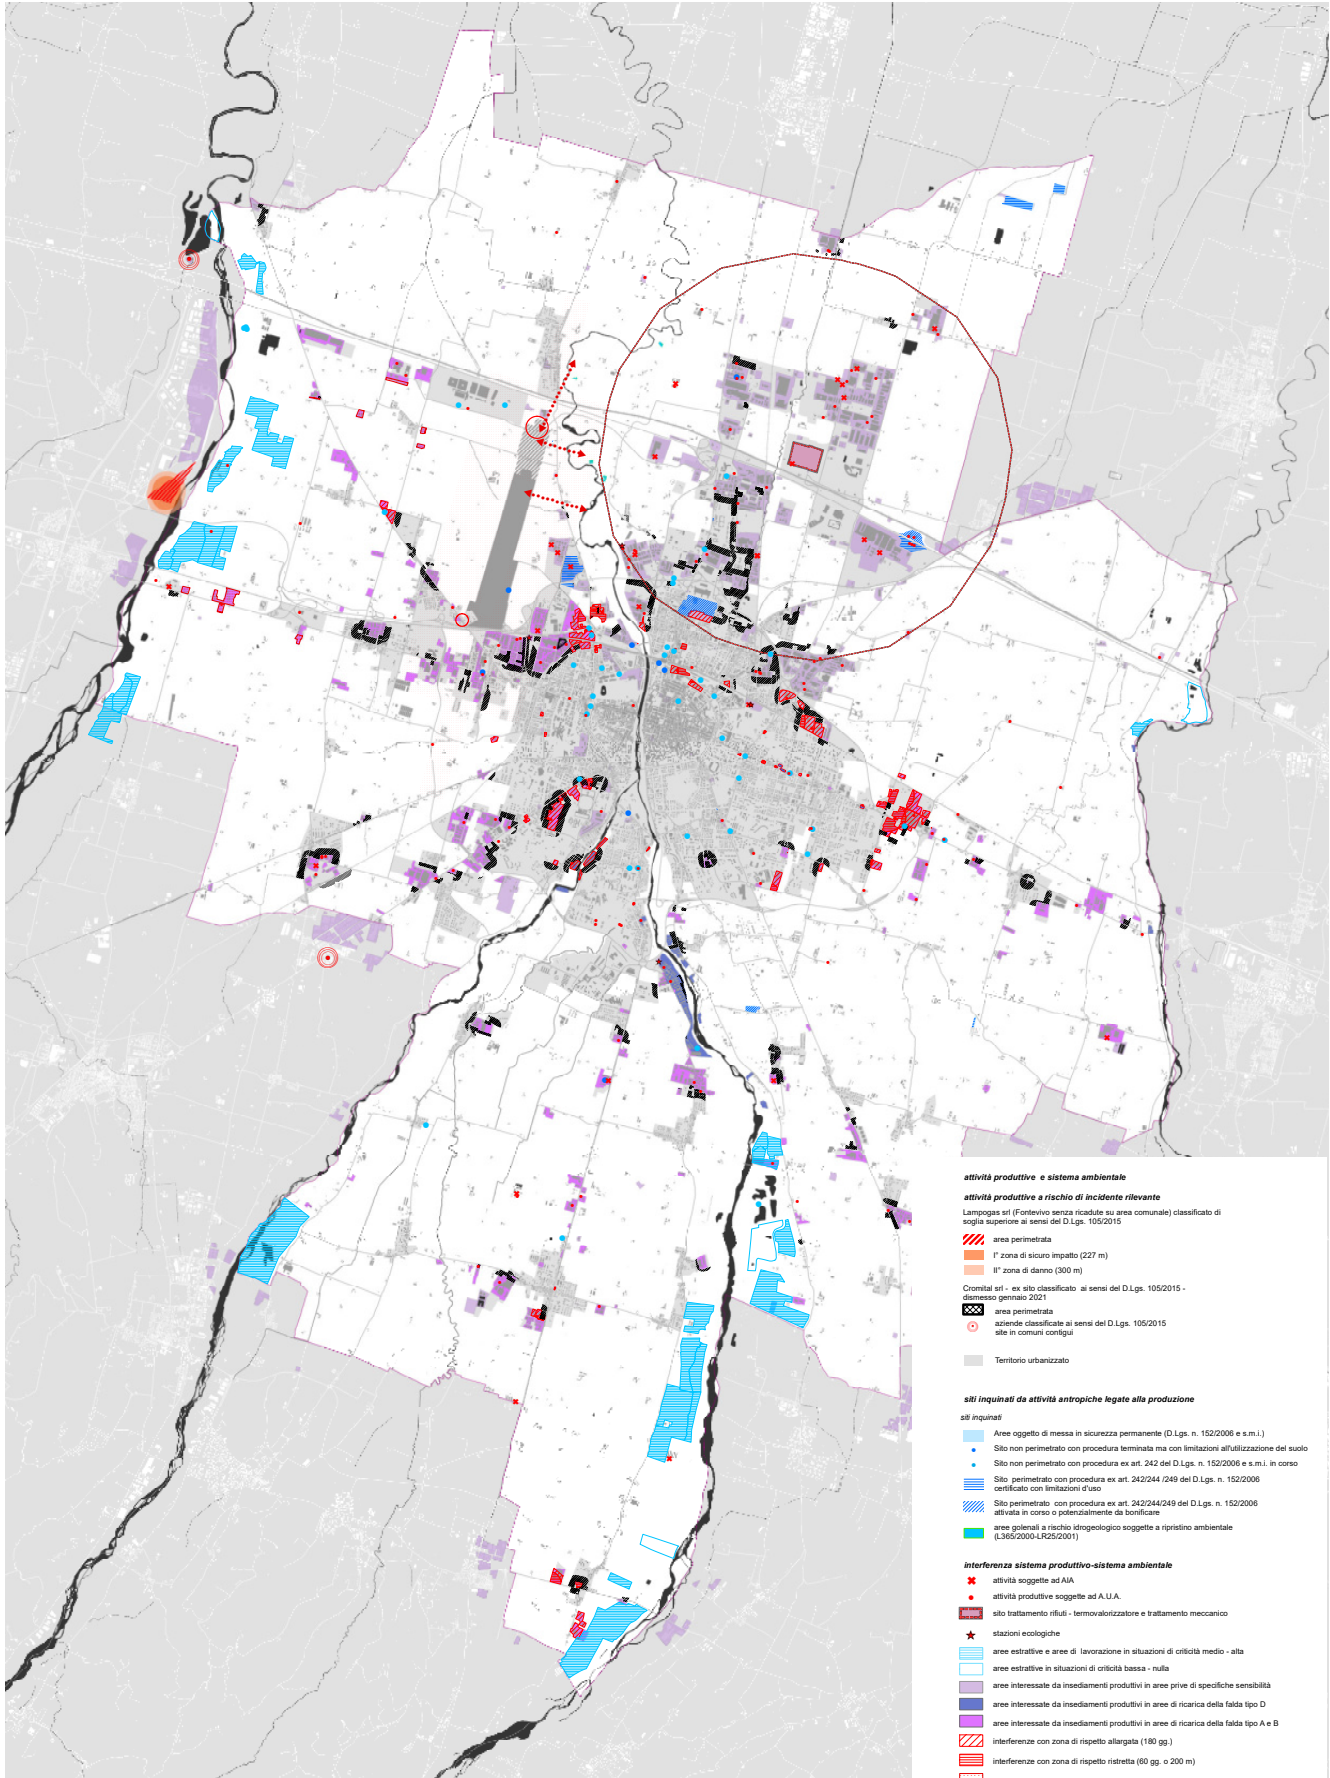 attività produttive e sistema ambientale
attività produttive a rischio di incidente rilevante
Lampogas srl (Fontevivo senza ricadute su area comunale) classificato di
soglia superiore ai sensi del D.Lgs. 105/2015
area perimetrata
I° zona di sicuro impatto (227 m)
II° zona di danno (300 m)
Cromital srl - ex sito classificato ai sensi del D.Lgs. 105/2015 -
dismesso gennaio 2021
area perimetrata
aziende classificate ai sensi del D.Lgs. 105/2015
site in comuni contigui
Territorio urbanizzato
siti inquinati da attività antropiche legate alla produzione
siti inquinati
Aree oggetto di messa in sicurezza permanente (D.Lgs. n. 152/2006 e s.m.i.)
Sito non perimetrato con procedura terminata ma con limitazioni all'utilizzazione del suolo
Sito non perimetrato con procedura ex art. 242 del D.Lgs. n. 152/2006 e s.m.i. in corso
Sito perimetrato con procedura ex art. 242/244 /249 del D.Lgs. n. 152/2006
certificato con limitazioni d'uso
Sito perimetrato con procedura ex art. 242/244/249 del D.Lgs. n. 152/2006
attivata in corso o potenzialmente da bonificare
aree golenali a rischio idrogeologico soggette a ripristino ambientale
(L365/2000-LR25/2001)
interferenza sistema produttivo-sistema ambientale
attività soggette ad AIA
attività produttive soggette ad A.U.A.
sito trattamento rifiuti - termovalorizzatore e trattamento meccanico
stazioni ecologiche
aree estrattive e aree di lavorazione in situazioni di criticità medio - alta
aree estrattive in situazioni di criticità bassa - nulla
aree interessate da insediamenti produttivi in aree prive di specifiche sensibilità
aree interessate da insediamenti produttivi in aree di ricarica della falda tipo D
aree interessate da insediamenti produttivi in aree di ricarica della falda tipo A e B
interferenze con zona di rispetto allargata (180 gg.)
interferenze con zona di rispetto ristretta (60 gg. o 200 m)